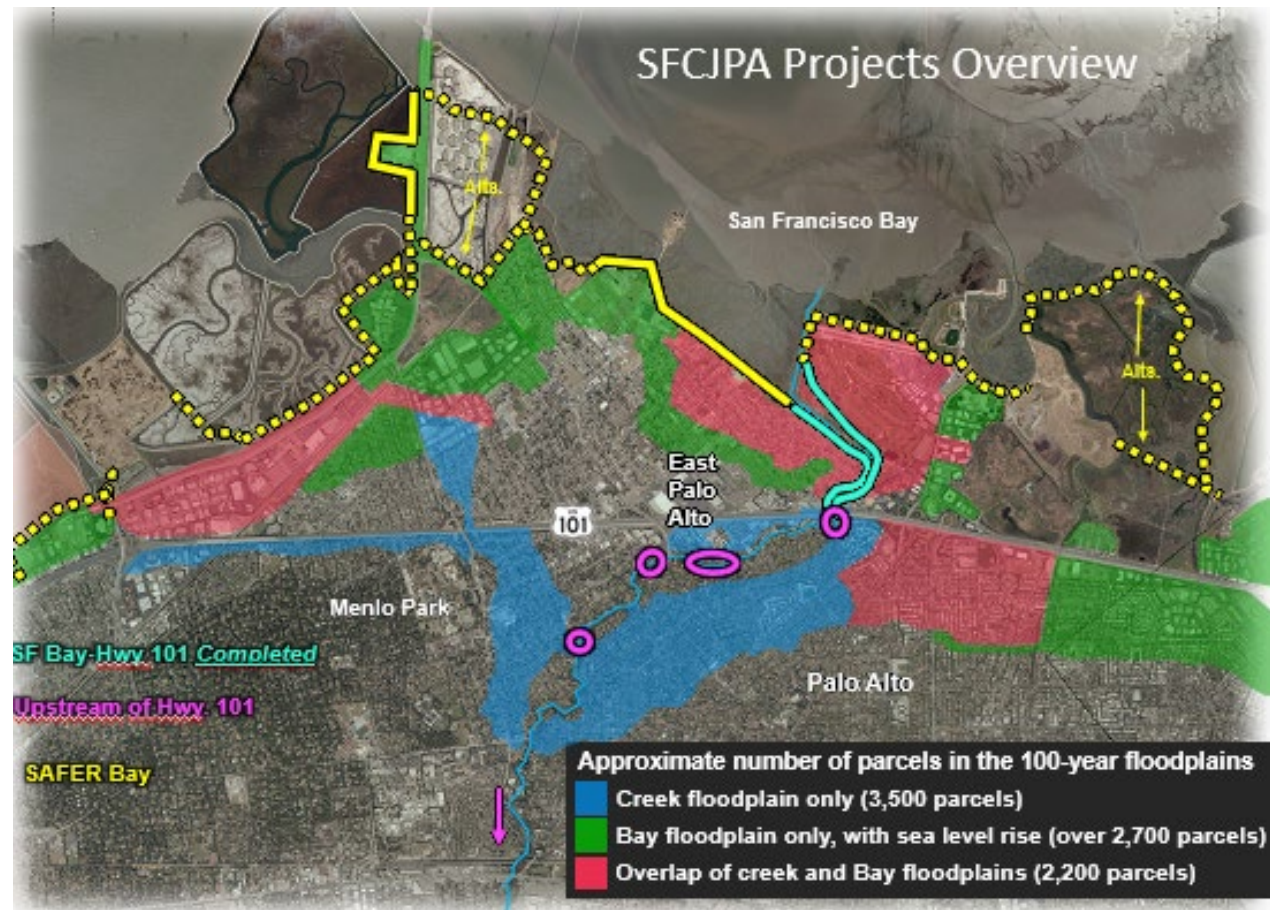 SFCJPA Projects Overview
Alts.
San Francisco Bay
Alts.
East
Palo
Alto
101
Menlo Park
SF Bay-Hwy 101 Completed
Palo Alto
Upstream of Hwy. 101
SAFER Bay
Approximate number of parcels in the 100-year floodplains
Creek floodplain only (3,500 parcels)
Bay floodplain only, with sea level rise (over 2,700 parcels)
Overlap of creek and Bay floodplains (2,200 parcels)